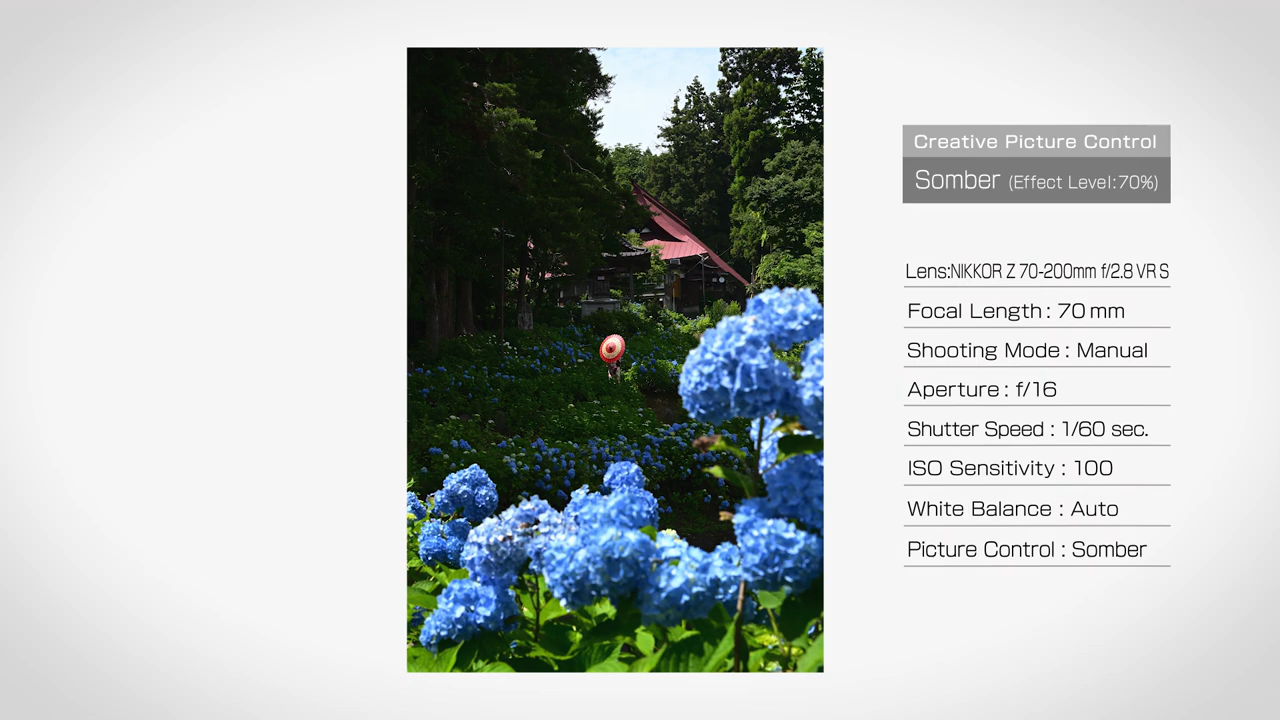 Creative Picture Control
Somber (Effect Level:70%)
Lens:NIKKOR Z 70-200mm f/2.8 VR S
Focal Length : 70 mm
Shooting Mode : Manual
Aperture : f/16
Shutter Speed : 1/60 sec.
ISO Sensitivity : 100
White Balance : Auto
Picture Control : Somber